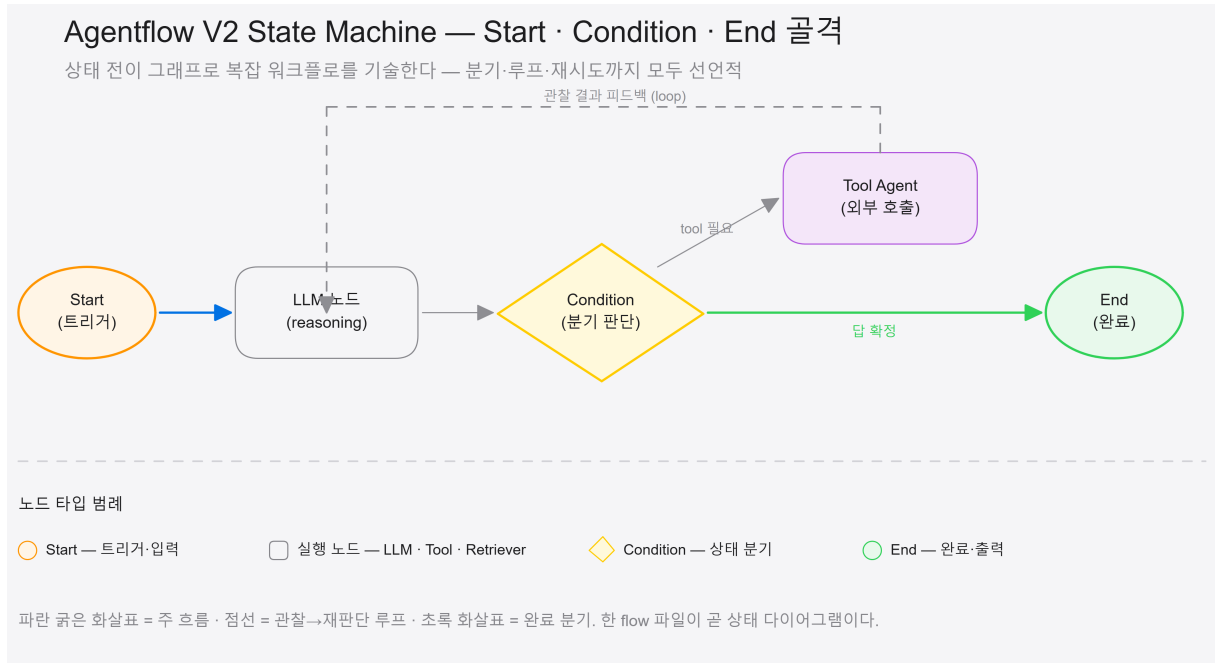 Agentflow V2 State Machine — Start · Condition · End 골격
상태 전이 그래프로 복잡 워크플로를 기술한다 — 분기·루프·재시도까지 모두 선언적
관찰 결과 피드백 (loop)
Tool Agent
(외부 호출)
tool 필요
Start
(트리거)
LLM 노드
(reasoning)
Condition
(분기 판단)
답 확정
End
(완료)
노드 타입 범례
Start — 트리거·입력
실행 노드 — LLM · Tool · Retriever
Condition — 상태 분기
End — 완료·출력
파란 굵은 화살표 = 주 흐름 · 점선 = 관찰→재판단 루프 · 초록 화살표 = 완료 분기. 한 flow 파일이 곧 상태 다이어그램이다.